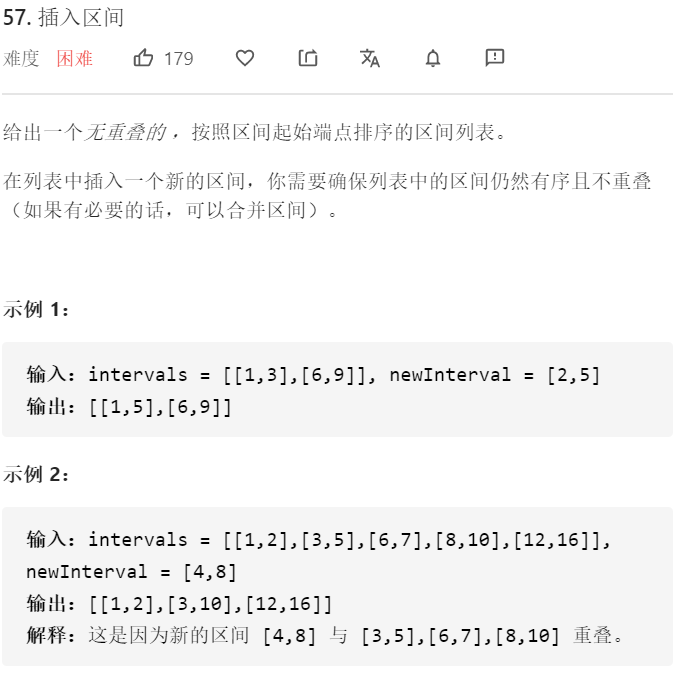 57. 插入区间
难度 困难 179
给出一个无重叠的 ，按照区间起始端点排序的区间列表。
在列表中插入一个新的区间，你需要确保列表中的区间仍然有序且不重叠
（如果有必要的话，可以合并区间）。
示例 1:
输入: intervals = [[1,3],[6,9]], newInterval = [2,5]
输出: [[1,5],[6,9]]
示例 2:
输入: intervals = [[1,2],[3,5],[6,7],[8,10],[12,16]],
newInterval = [4,8]
输出: [[1,2],[3,10],[12,16]]
解释: 这是因为新的区间 [4,8] 与 [3,5],[6,7],[8,10] 重叠。